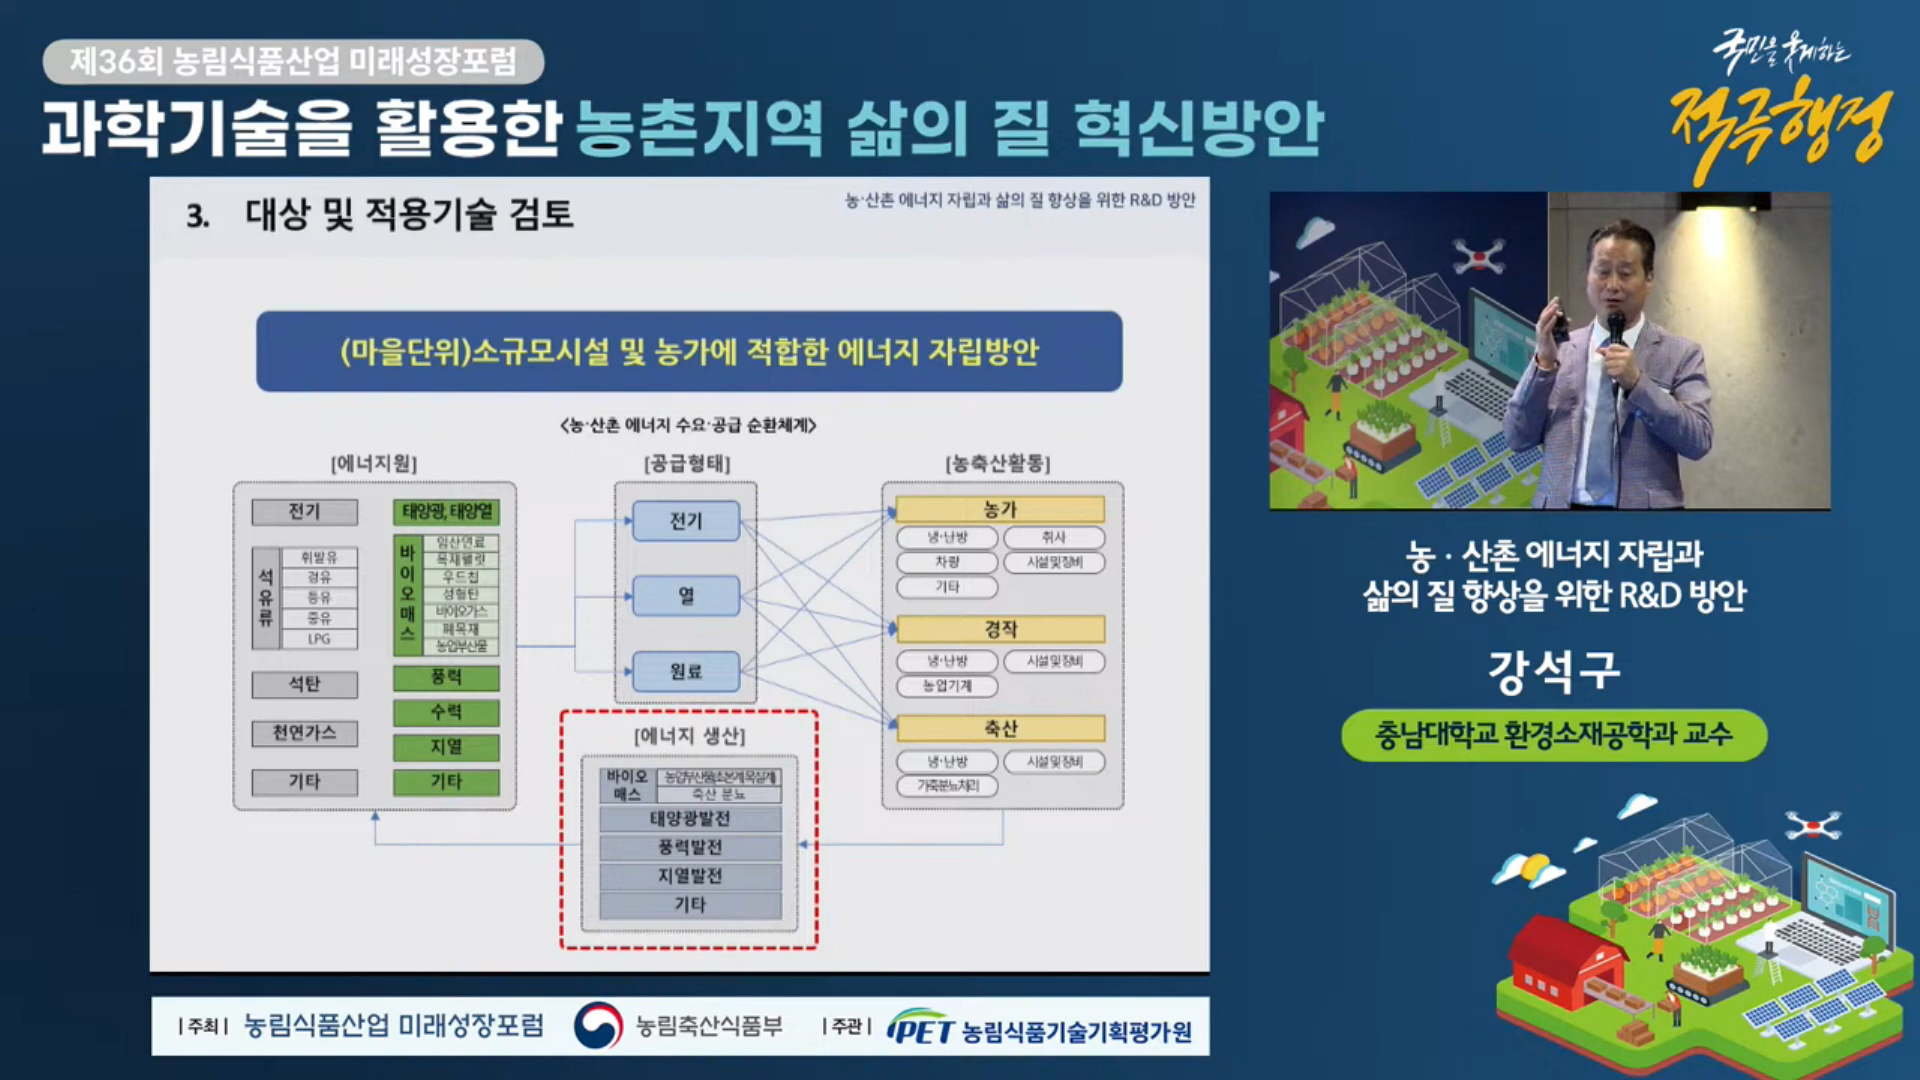 제36회 농림식품산업 미래성장포럼
과학기술을 활용한 농촌지역 삶의 질 혁신방안
국민을 웃게하는
적극행정
3. 대상 및 적용기술 검토
농·산촌 에너지 자립과 삶의 질 향상을 위한 R&D 방안
(마을단위)소규모시설 및 농가에 적합한 에너지 자립방안
<농·산촌 에너지 수요·공급 순환체계>
[에너지원]
전기
석유류
휘발유
경유
등유
중유
LPG
석탄
천연가스
기타
태양광, 태양열
바이오매스
임산연료
목재펠릿
우드칩
성형탄
바이오가스
폐목재
농업부산물
풍력
수력
지열
기타
[공급형태]
전기
열
원료
[농축산활동]
농가
냉·난방
취사
차량
시설및장비
기타
경작
냉·난방
시설및장비
농업기계
축산
냉·난방
시설및장비
가축분뇨처리
[에너지 생산]
바이오
매스
농업부산물(초본계,목질계)
축산 분뇨
태양광발전
풍력발전
지열발전
기타
농·산촌 에너지 자립과
삶의 질 향상을 위한 R&D 방안
강석구
충남대학교 환경소재공학과 교수
|주최| 농림식품산업 미래성장포럼 농림축산식품부 |주관| iPET 농림식품기술기획평가원